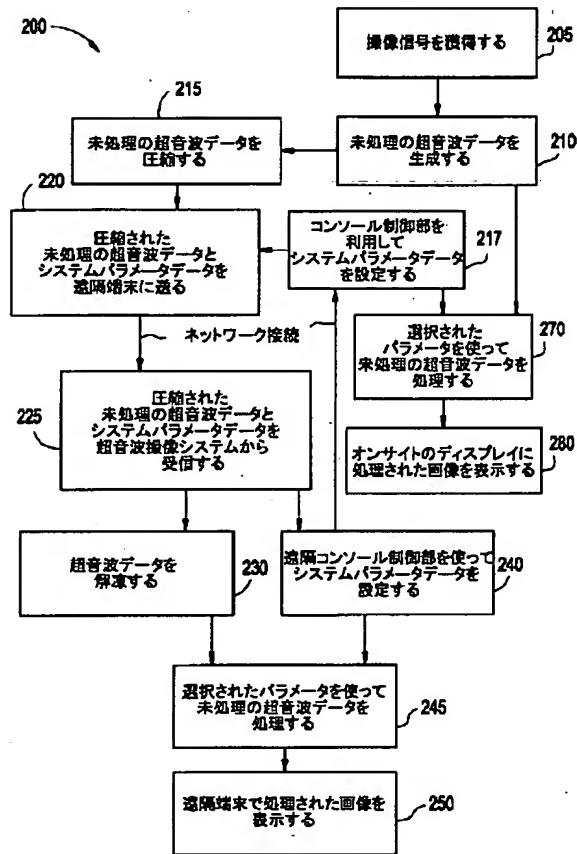 200
撮像信号を獲得する
205
215
未処理の超音波データを
圧縮する
未処理の超音波データを
生成する
210
220
圧縮された
未処理の超音波データと
システムパラメータデータを
遠隔端末に送る
コンソール制御部を
利用して
システムパラメータデータ
を設定する
217
ネットワーク接続
選択された
パラメータを使って
未処理の超音波データを
処理する
270
225
圧縮された
未処理の超音波データと
システムパラメータデータを
超音波撮像システムから
受信する
オンサイトのディスプレイに
処理された画像を表示する
280
超音波データを
解凍する
230
遠隔コンソール制御部を使って
システムパラメータデータを
設定する
240
選択されたパラメータを使って
未処理の超音波データを
処理する
245
遠隔端末で処理された画像を
表示する
250